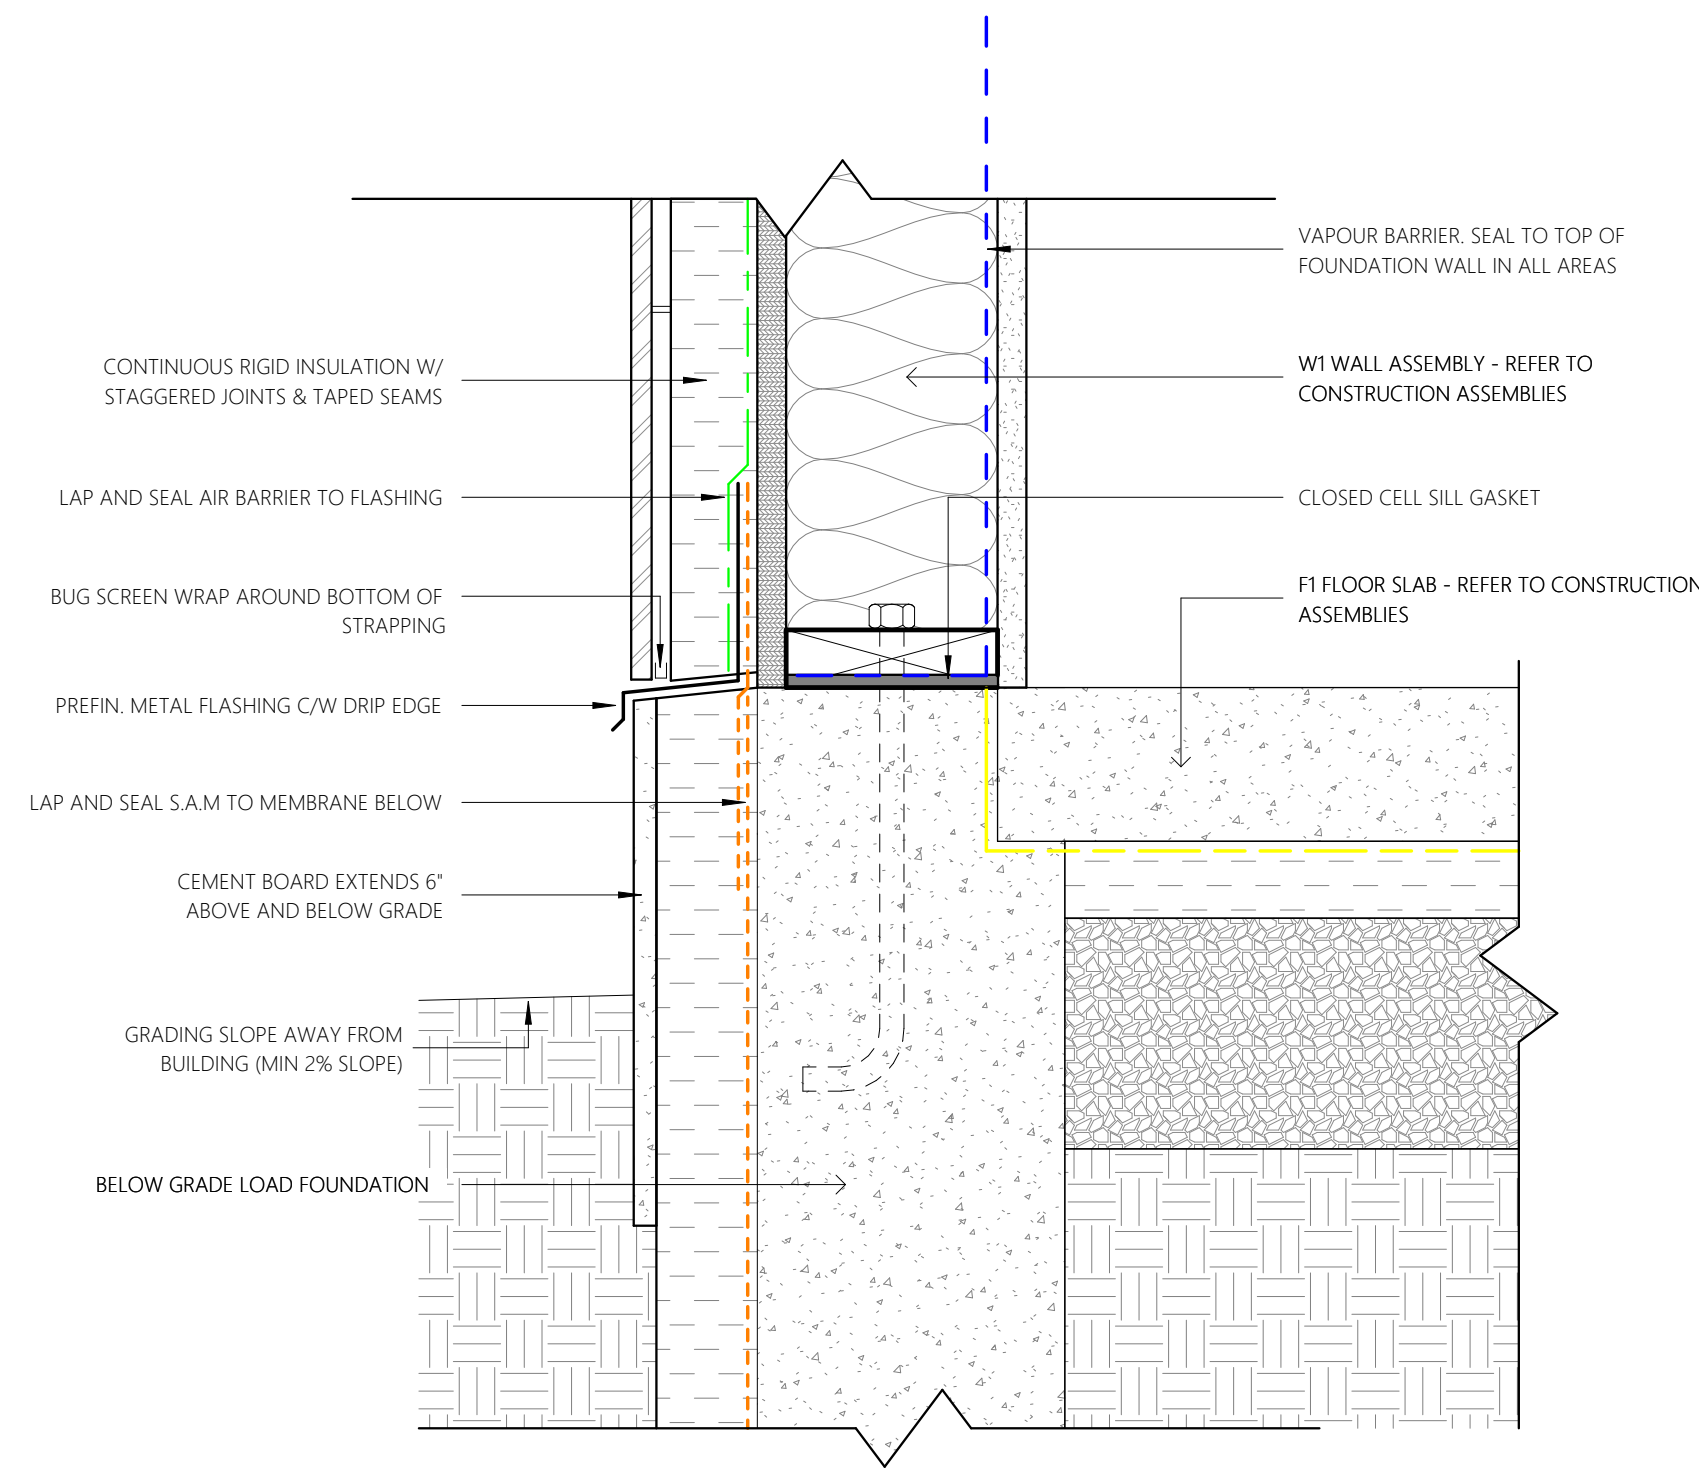 CONTINUOUS RIGID INSULATION W/
STAGGERED JOINTS & TAPED SEAMS
LAP AND SEAL AIR BARRIER TO FLASHING
BUG SCREEN WRAP AROUND BOTTOM OF
STRAPPING
PREFIN. METAL FLASHING C/W DRIP EDGE
LAP AND SEAL S.A.M TO MEMBRANE BELOW
CEMENT BOARD EXTENDS 6"
ABOVE AND BELOW GRADE
GRADING SLOPE AWAY FROM
BUILDING (MIN 2% SLOPE)
BELOW GRADE LOAD FOUNDATION
VAPOUR BARRIER. SEAL TO TOP OF
FOUNDATION WALL IN ALL AREAS
W1 WALL ASSEMBLY - REFER TO
CONSTRUCTION ASSEMBLIES
CLOSED CELL SILL GASKET
F1 FLOOR SLAB - REFER TO CONSTRUCTION
ASSEMBLIES